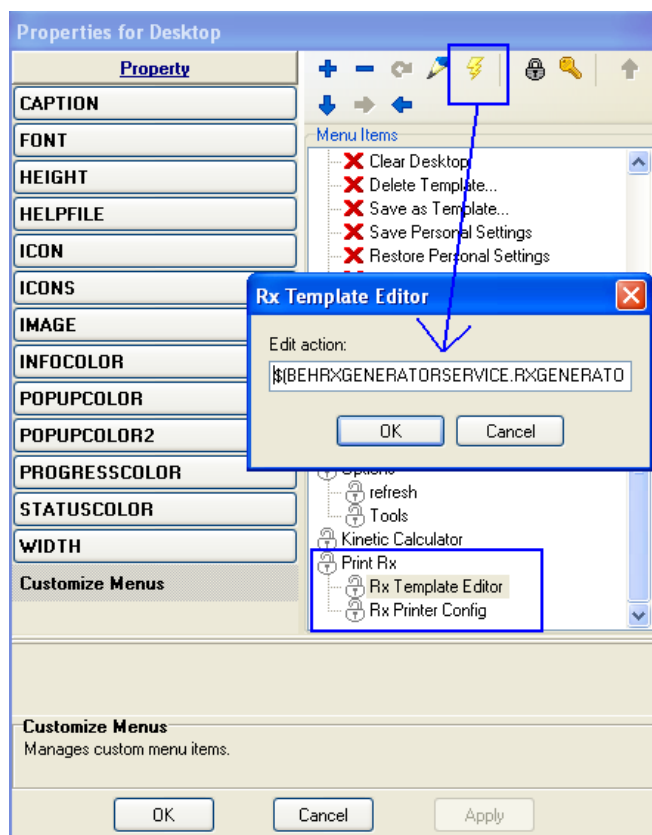 Properties for Desktop
Property
CAPTION
FONT
HEIGHT
HELPFILE
ICON
ICONS
IMAGE
INFOCOLOR
POPUPCOLOR
POPUPCOLOR2
PROGRESSCOLOR
STATUSCOLOR
WIDTH
Customize Menus
Menu Items
Clear Desktop
Delete Template...
Save as Template...
Save Personal Settings
Restore Personal Settings
Rx Template Editor
Edit action:
$(BEHRXGENERATORSERVICE.RXGENERATO
OK Cancel
Options
refresh
Tools
Kinetic Calculator
Print Rx
Rx Template Editor
Rx Printer Config
Customize Menus
Manages custom menu items.
OK Cancel Apply